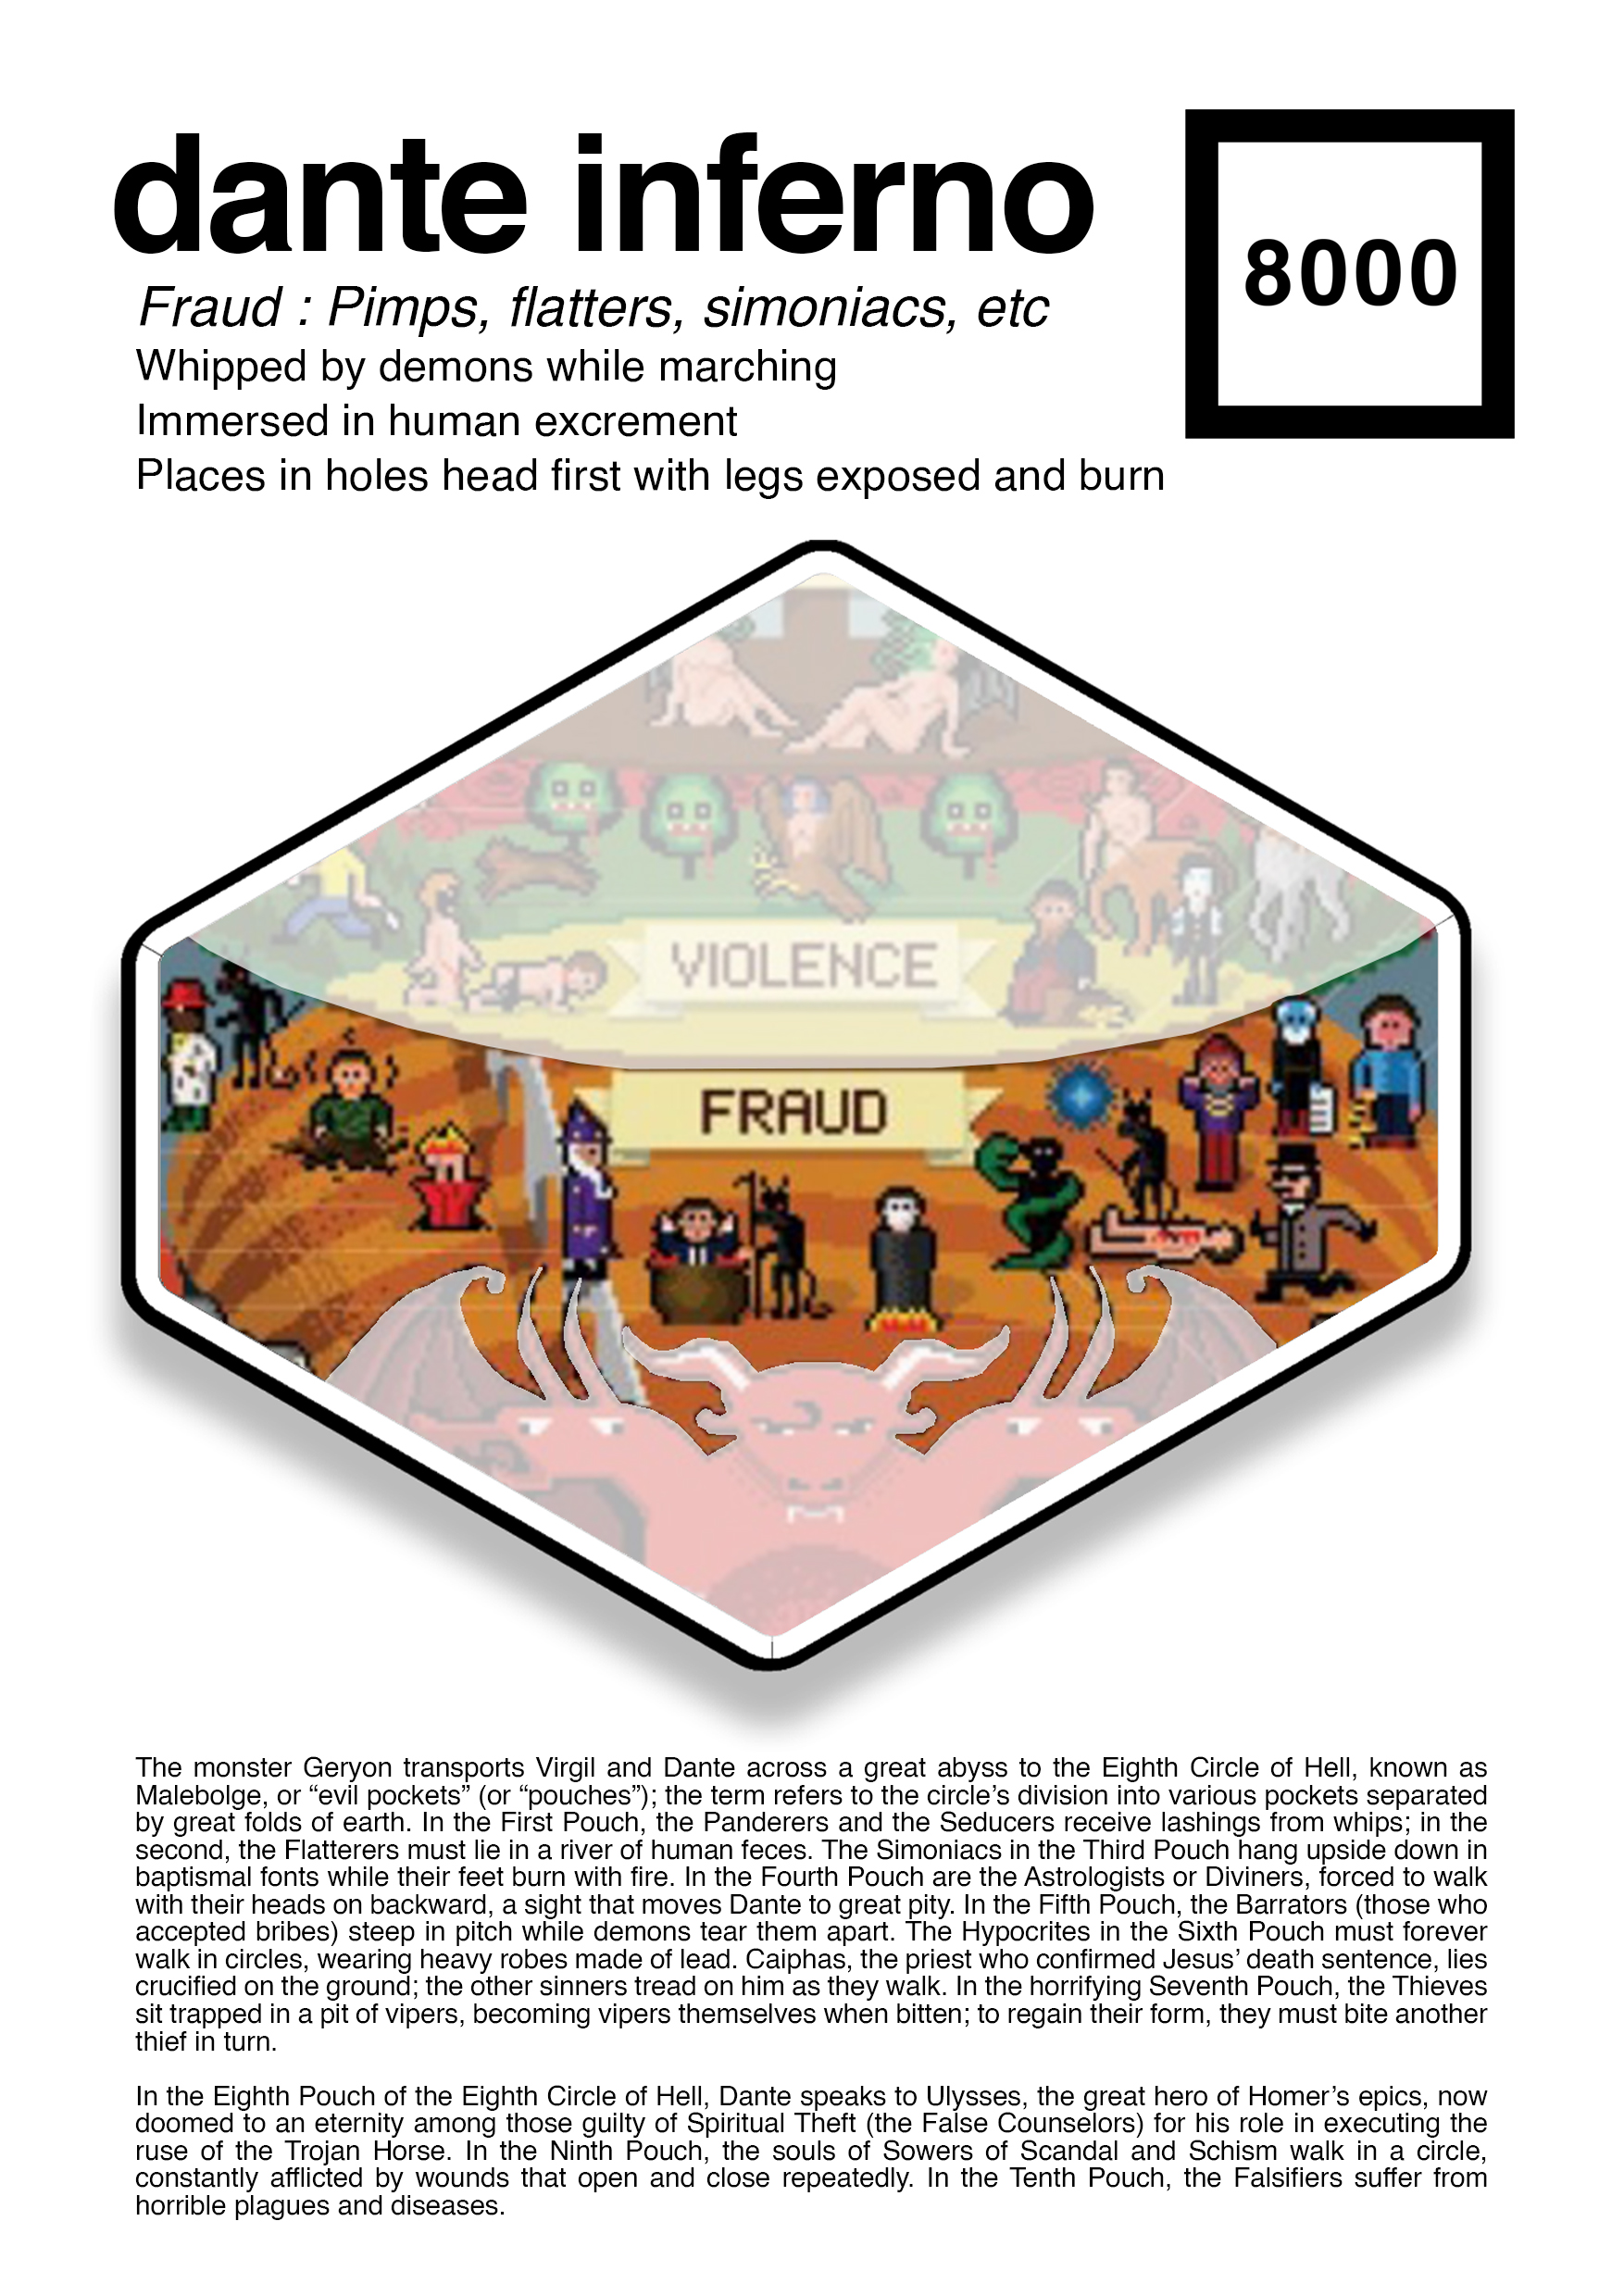 dante inferno
8000
Fraud : Pimps, flatters, simoniacs, etc
Whipped by demons while marching
Immersed in human excrement
Places in holes head first with legs exposed and burn
VIOLENCE
FRAUD
The monster Geryon transports Virgil and Dante across a great abyss to the Eighth Circle of Hell, known as
Malebolge, or “evil pockets” (or “pouches”); the term refers to the circle’s division into various pockets separated
by great folds of earth. In the First Pouch, the Panderers and the Seducers receive lashings from whips; in the
second, the Flatterers must lie in a river of human feces. The Simoniacs in the Third Pouch hang upside down in
baptismal fonts while their feet burn with fire. In the Fourth Pouch are the Astrologists or Diviners, forced to walk
with their heads on backward, a sight that moves Dante to great pity. In the Fifth Pouch, the Barrators (those who
accepted bribes) steep in pitch while demons tear them apart. The Hypocrites in the Sixth Pouch must forever
walk in circles, wearing heavy robes made of lead. Caiphas, the priest who confirmed Jesus’ death sentence, lies
crucified on the ground; the other sinners tread on him as they walk. In the horrifying Seventh Pouch, the Thieves
sit trapped in a pit of vipers, becoming vipers themselves when bitten; to regain their form, they must bite another
thief in turn.
In the Eighth Pouch of the Eighth Circle of Hell, Dante speaks to Ulysses, the great hero of Homer’s epics, now
doomed to an eternity among those guilty of Spiritual Theft (the False Counselors) for his role in executing the
ruse of the Trojan Horse. In the Ninth Pouch, the souls of Sowers of Scandal and Schism walk in a circle,
constantly afflicted by wounds that open and close repeatedly. In the Tenth Pouch, the Falsifiers suffer from
horrible plagues and diseases.